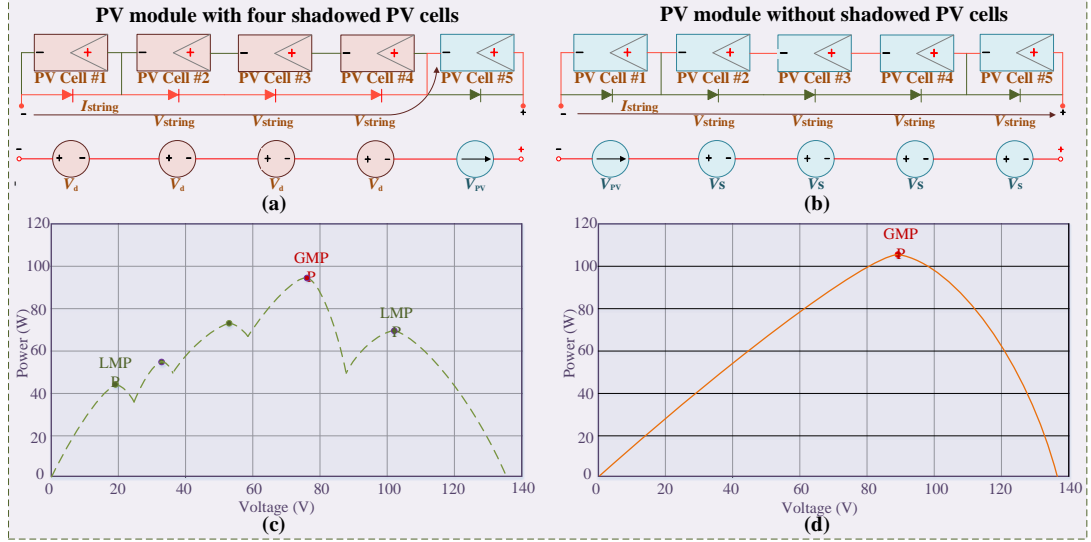 PV module with four shadowed PV cells
PV module without shadowed PV cells
- + - + - + - + - +
PV Cell #1 PV Cell #2 PV Cell #3 PV Cell #4 PV Cell #5
Istring
- Vstring Vstring Vstring +
- + - + - + - + - +
Vd Vd Vd Vd VPV
(a)
- + - + - + - + - +
PV Cell #1 PV Cell #2 PV Cell #3 PV Cell #4 PV Cell #5
Istring
- Vstring Vstring Vstring Vstring +
- + - + - + - + - +
VPV Vs Vs Vs Vs
(b)
120
100
80
60
40
20
0
Power (W)
GMP
P
LMP
P
LMP
P
0 20 40 60 80 100 120 140
Voltage (V)
(c)
120
100
80
60
40
20
0
Power (W)
GMP
P
0 20 40 60 80 100 120 140
Voltage (V)
(d)